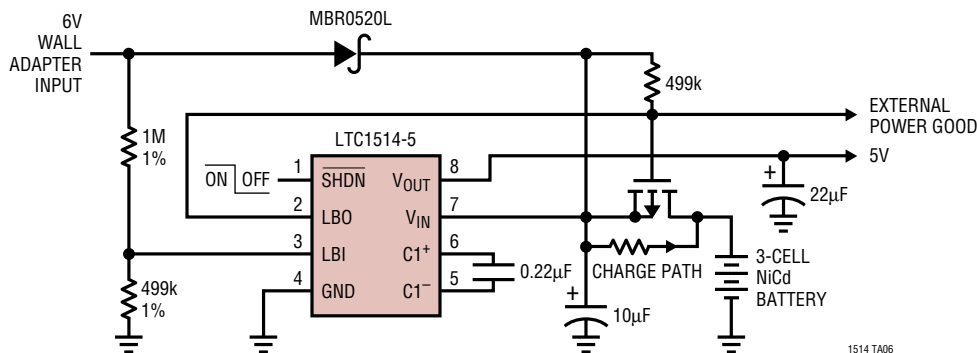 6V
WALL
ADAPTER
INPUT
MBR0520L
499k
EXTERNAL
POWER GOOD
5V
1M
1%
LTC1514-5
ON OFF
1 SHDN VOUT 8
2 LBO VIN 7
3 LBI C1+ 6
4 GND C1– 5
+
22µF
0.22µF
CHARGE PATH
3-CELL
NiCd
BATTERY
499k
1%
+
10µF
1514 TA06